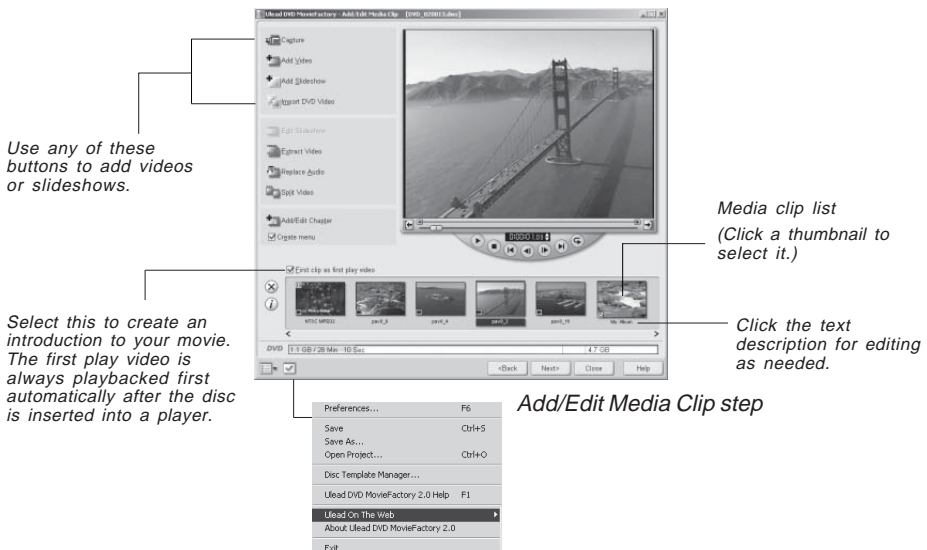 Ulead DVD MovieFactory - Add/Edit Media Clip [DVD_020813.dwz]
Capture
Add Video
Add Slideshow
Import DVD Video
Edit Slideshow
Extract Video
Replace Audio
Split Video
Add/Edit Chapter
Create menu
Use any of these
buttons to add videos
or slideshows.
0:00:01.03
Media clip list
(Click a thumbnail to
select it.)
First clip as first play video
My Album
Select this to create an
introduction to your movie.
The first play video is
always playbacked first
automatically after the disc
is inserted into a player.
Click the text
description for editing
as needed.
DVD 1.1 GB/28 Min 10 Sec 4.7 GB
<Back Next> Close Help
Add/Edit Media Clip step
Preferences... F6
Save Ctrl+S
Save As...
Open Project... Ctrl+O
Disc Template Manager...
Ulead DVD MovieFactory 2.0 Help F1
Ulead On The Web
About Ulead DVD MovieFactory 2.0
Exit